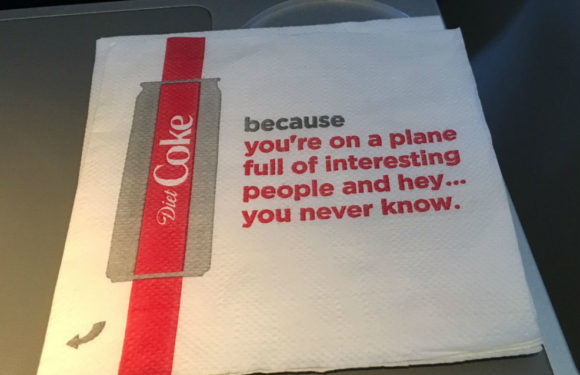 Diet Coke
because
you're on a plane
full of interesting
people and hey...
you never know.